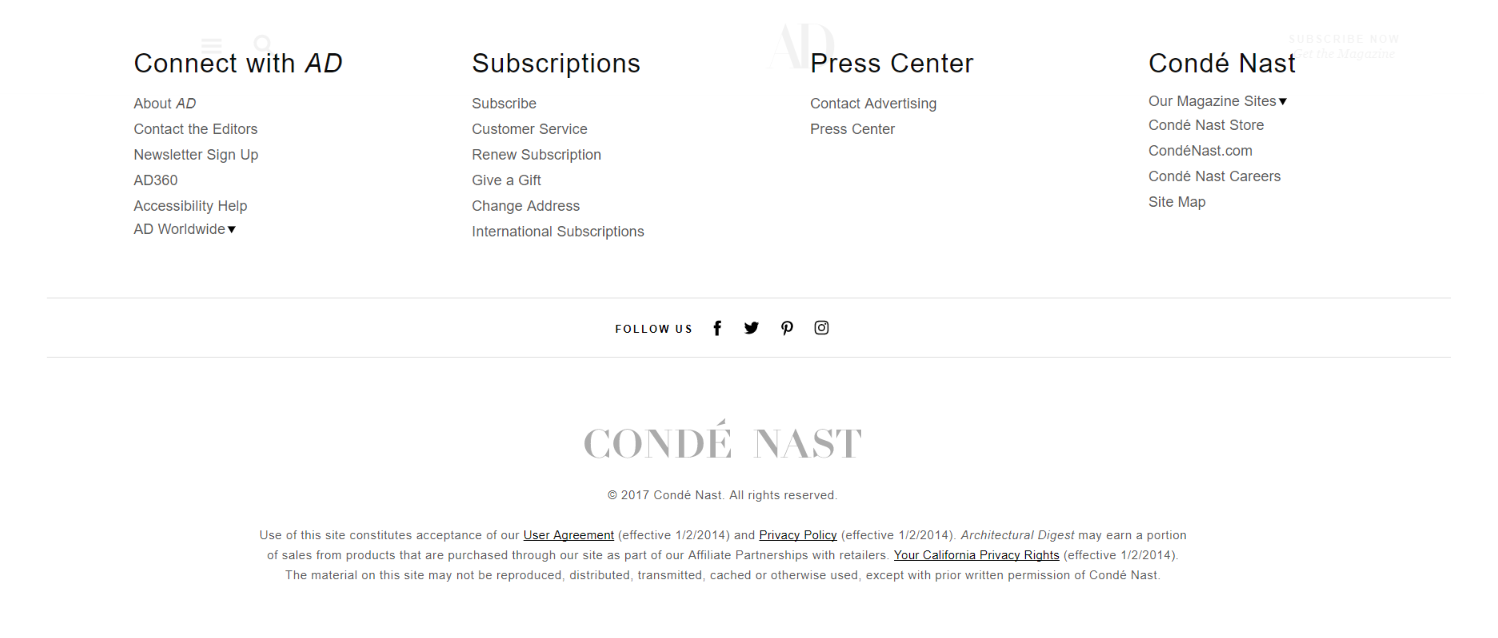 AD
SUBSCRIBE NOW
Get the Magazine
Connect with AD
About AD
Contact the Editors
Newsletter Sign Up
AD360
Accessibility Help
AD Worldwide▼
Subscriptions
Subscribe
Customer Service
Renew Subscription
Give a Gift
Change Address
International Subscriptions
Press Center
Contact Advertising
Press Center
Condé Nast
Our Magazine Sites▼
Condé Nast Store
CondéNast.com
Condé Nast Careers
Site Map
FOLLOW US
CONDÉ NAST
© 2017 Condé Nast. All rights reserved.
Use of this site constitutes acceptance of our User Agreement (effective 1/2/2014) and Privacy Policy (effective 1/2/2014). Architectural Digest may earn a portion
of sales from products that are purchased through our site as part of our Affiliate Partnerships with retailers. Your California Privacy Rights (effective 1/2/2014).
The material on this site may not be reproduced, distributed, transmitted, cached or otherwise used, except with prior written permission of Condé Nast.